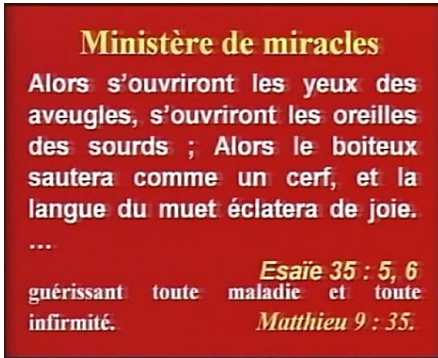 Ministère de miracles
Alors s'ouvriront les yeux des
aveugles, s'ouvriront les oreilles
des sourds ; Alors le boiteux
sautera comme un cerf, et la
langue du muet éclatera de joie.
...
Esaïe 35 : 5, 6
guérissant toute maladie et toute
infirmité. Matthieu 9 : 35.